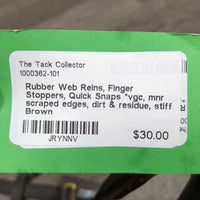 The Tack Collector
1000362-101
Rubber Web Reins, Finger
Stoppers, Quick Snaps *vgc, mnr
scraped edges, dirt & residue, stiff
Brown
$30.00
JRYNNV